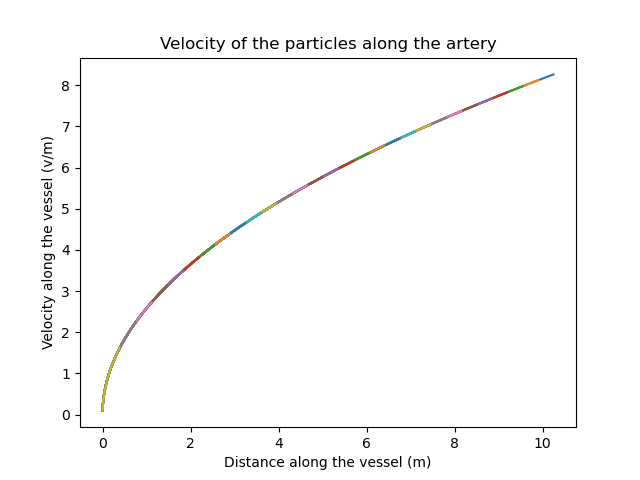 Velocity of the particles along the artery
Velocity along the vessel (v/m)
8
7
6
5
4
3
2
1
0
0 2 4 6 8 10
Distance along the vessel (m)